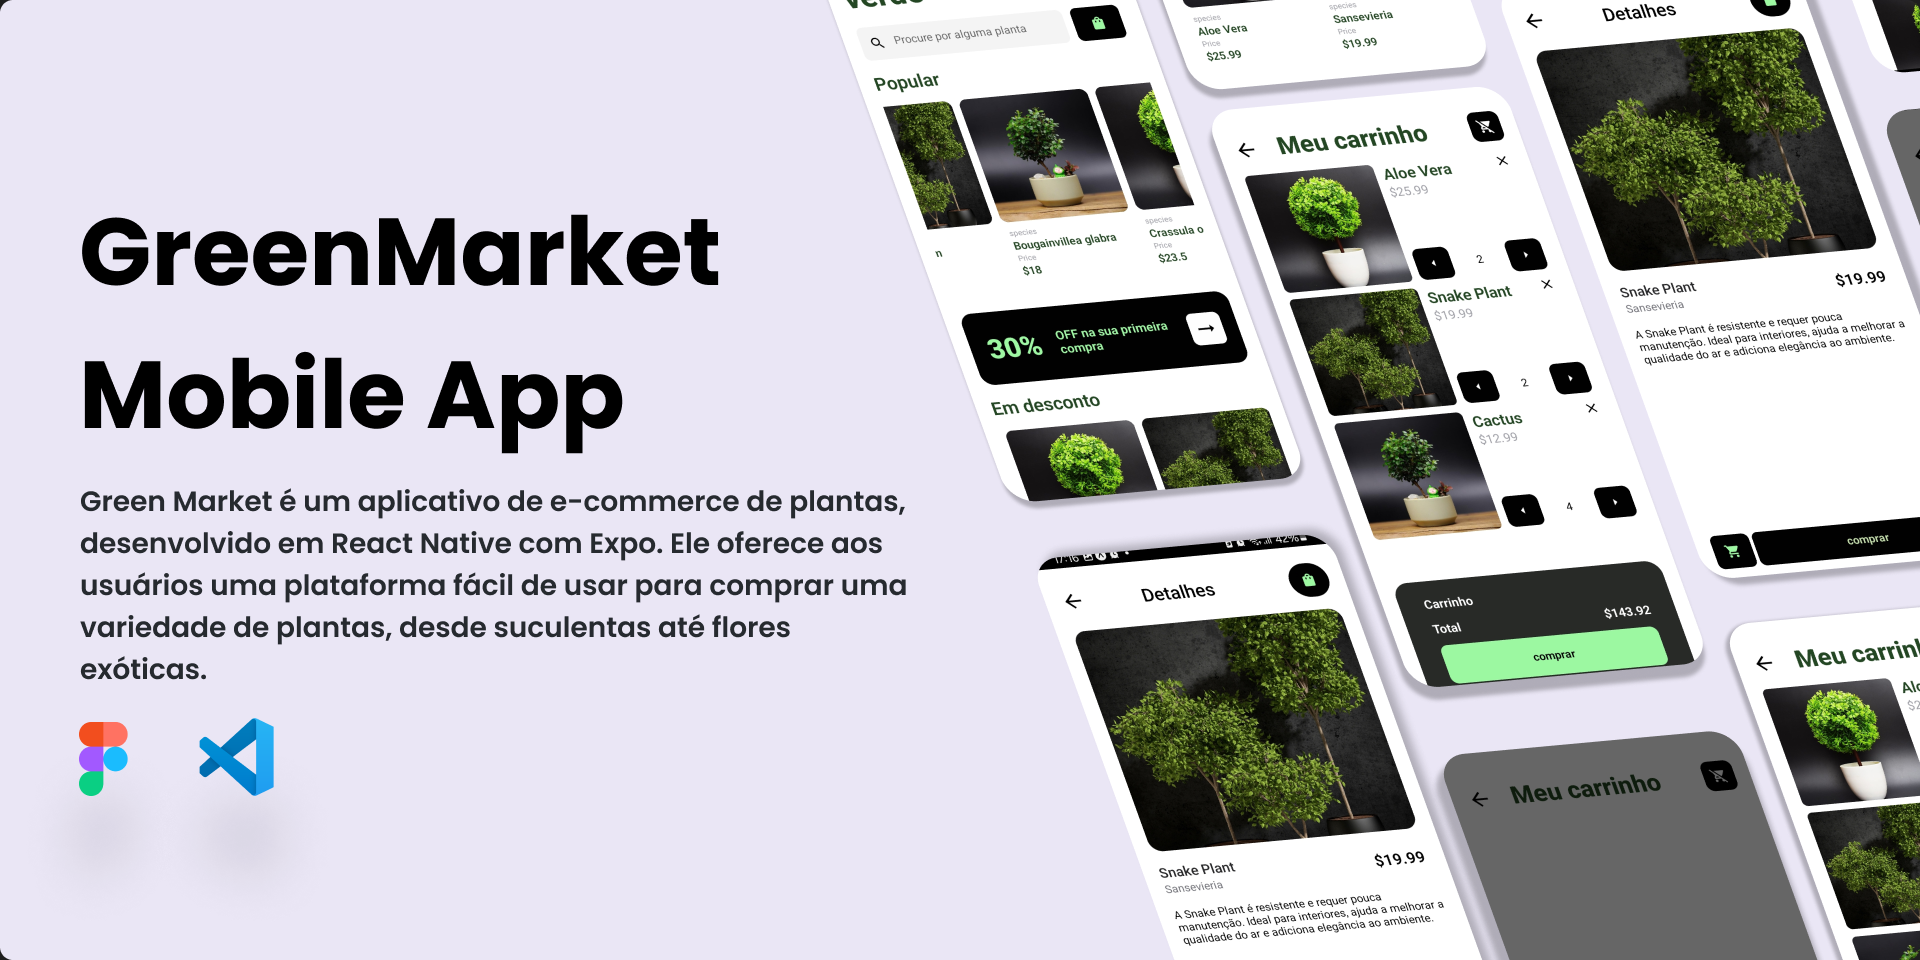 GreenMarket
Mobile App
Green Market é um aplicativo de e-commerce de plantas,
desenvolvido em React Native com Expo. Ele oferece aos
usuários uma plataforma fácil de usar para comprar uma
variedade de plantas, desde suculentas até flores
exóticas.
Procure por alguma planta
Popular
n
species
Bougainvillea glabra
Price
$18
species
Crassula o
Price
$23.5
30%
OFF na sua primeira
compra
Em desconto
species
Aloe Vera
Price
$25.99
species
Sansevieria
Price
$19.99
Meu carrinho
Aloe Vera
$25.99
2
Snake Plant
$19.99
2
Cactus
$12.99
4
Carrinho
Total
$143.92
comprar
Detalhes
Snake Plant
$19.99
Sansevieria
A Snake Plant é resistente e requer pouca
manutenção. Ideal para interiores, ajuda a melhorar a
qualidade do ar e adiciona elegância ao ambiente.
comprar
17:16
42%
Detalhes
Snake Plant
$19.99
Sansevieria
A Snake Plant é resistente e requer pouca
manutenção. Ideal para interiores, ajuda a melhorar a
qualidade do ar e adiciona elegância ao ambiente.
Meu carrinho
Meu carrinh
Alo
$2